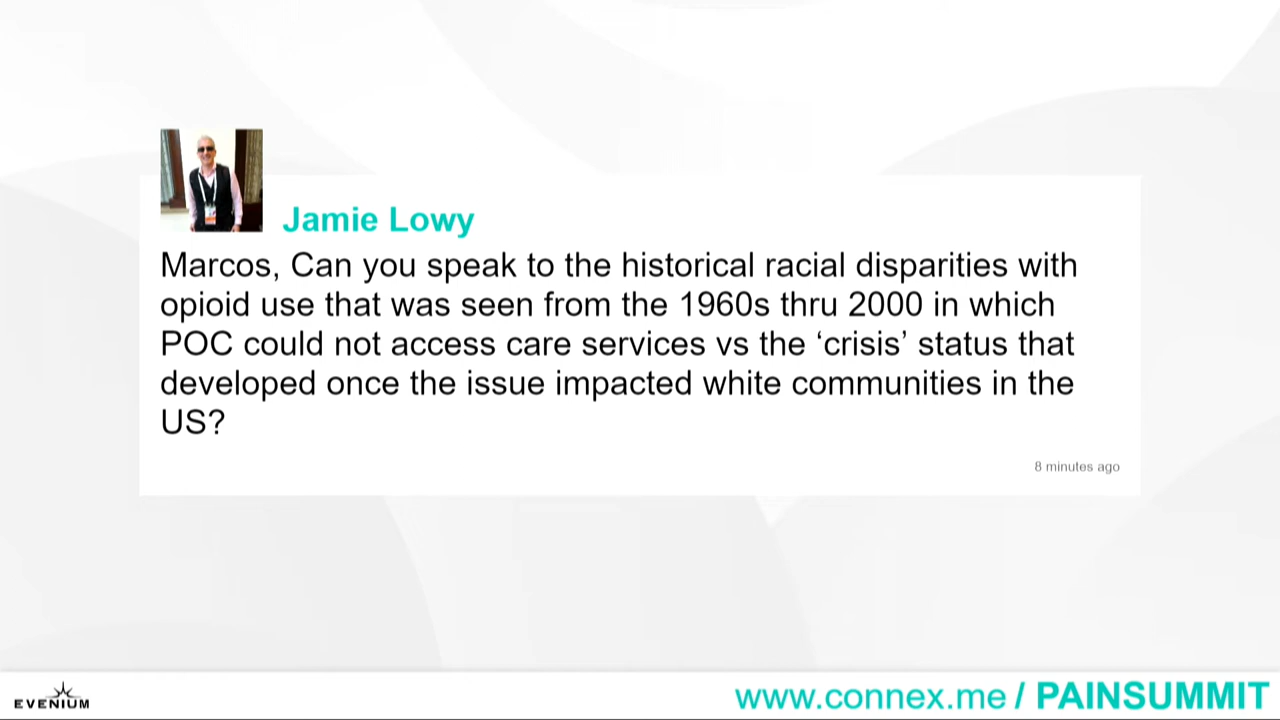 Jamie Lowy
Marcos, Can you speak to the historical racial disparities with
opioid use that was seen from the 1960s thru 2000 in which
POC could not access care services vs the ‘crisis’ status that
developed once the issue impacted white communities in the
US?
8 minutes ago
EVENIUM
www.connex.me / PAINSUMMIT